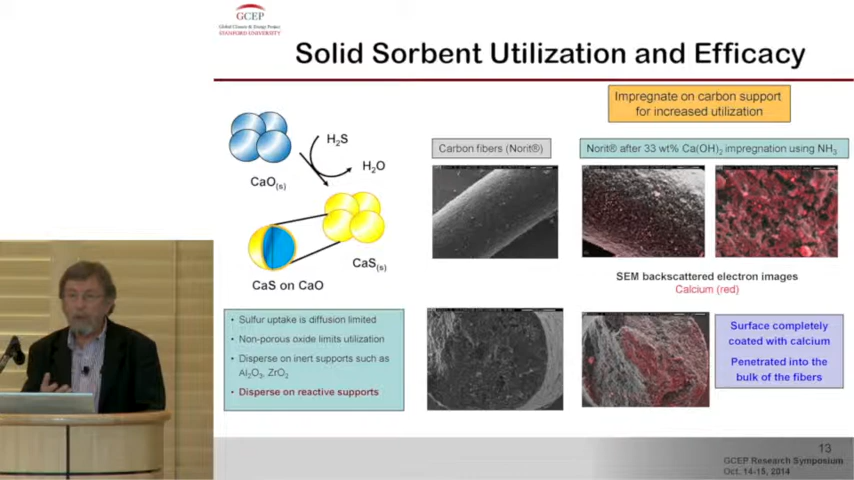 GCEP
Global Climate & Energy Project
STANFORD UNIVERSITY
Solid Sorbent Utilization and Efficacy
Impregnate on carbon support
for increased utilization
H2S
H2O
CaO(s)
CaS(s)
CaS on CaO
Carbon fibers (Norit®)
Norit® after 33 wt% Ca(OH)2 impregnation using NH3
SEM backscattered electron images
Calcium (red)
• Sulfur uptake is diffusion limited
• Non-porous oxide limits utilization
• Disperse on inert supports such as
Al2O3, ZrO2
• Disperse on reactive supports
Surface completely
coated with calcium
Penetrated into the
bulk of the fibers
13
GCEP Research Symposium
Oct. 14-15, 2014